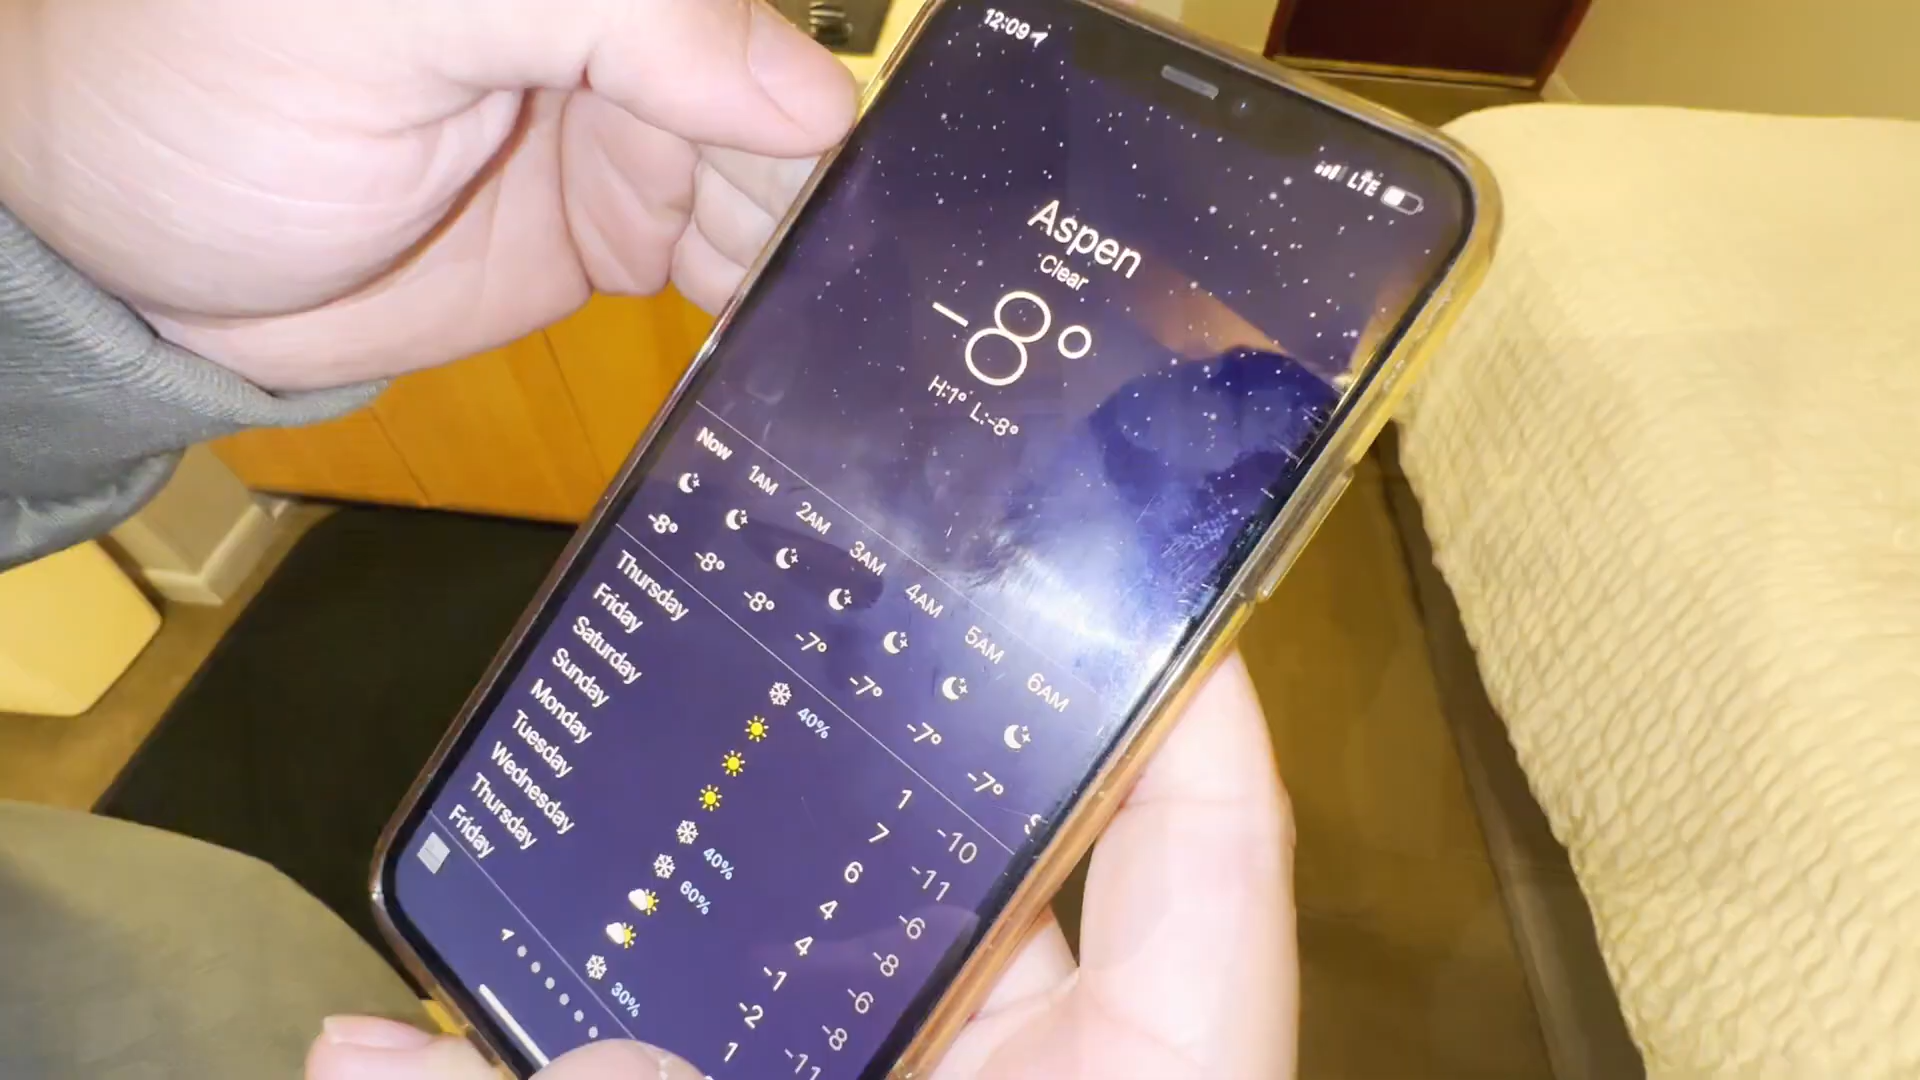 12:09
LTE
Aspen
Clear
-8°
H:1° L:-8°
Now 1AM 2AM 3AM 4AM 5AM 6AM
-8° -8° -8° -7° -7° -7° -7°
Thursday 40% 1 -10
Friday 7 -11
Saturday 6 -6
Sunday 4 -8
Monday 40% 4 -6
Tuesday 60% -1 -8
Wednesday -2 -11
Thursday 1
Friday 30%